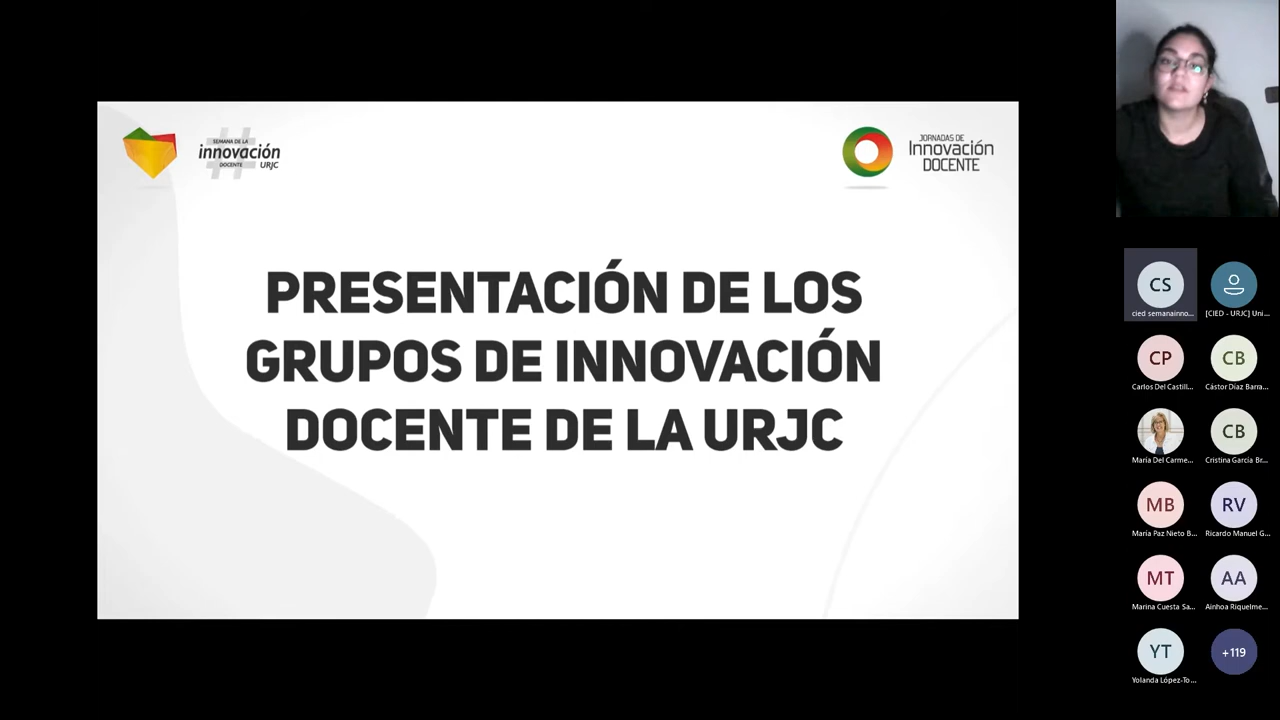 SEMANA DE LA
innovación
DOCENTE URJC
JORNADAS DE
Innovación
DOCENTE
PRESENTACIÓN DE LOS
GRUPOS DE INNOVACIÓN
DOCENTE DE LA URJC
CS
cied semanainno...
[CIED - URJC] Uni...
CP
Carlos Del Castill...
CB
Cástor Díaz Barra...
María Del Carme...
CB
Cristina García Br...
MB
María Paz Nieto B...
RV
Ricardo Manuel G...
MT
Marina Cuesta Sa...
AA
Ainhoa Riquelme...
YT
Yolanda López-To...
+119